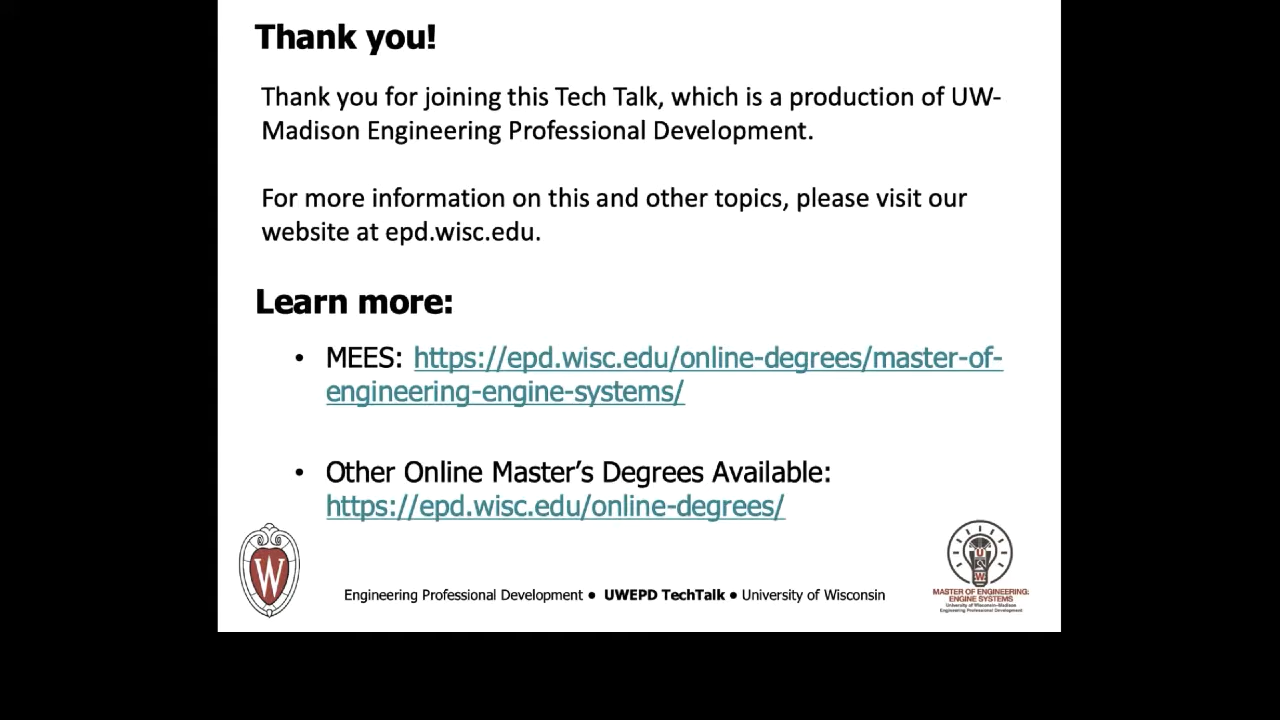 Thank you!
Thank you for joining this Tech Talk, which is a production of UW-
Madison Engineering Professional Development.
For more information on this and other topics, please visit our
website at epd.wisc.edu.
Learn more:
• MEES: https://epd.wisc.edu/online-degrees/master-of-
engineering-engine-systems/
• Other Online Master’s Degrees Available:
https://epd.wisc.edu/online-degrees/
W
Engineering Professional Development ● UWEPD TechTalk ● University of Wisconsin
U
W
MASTER OF ENGINEERING:
ENGINE SYSTEMS
University of Wisconsin-Madison
Engineering Professional Development